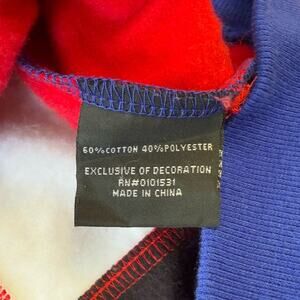 60%COTTON 40%POLYESTER
EXCLUSIVE OF DECORATION
RN#0101531
MADE IN CHINA